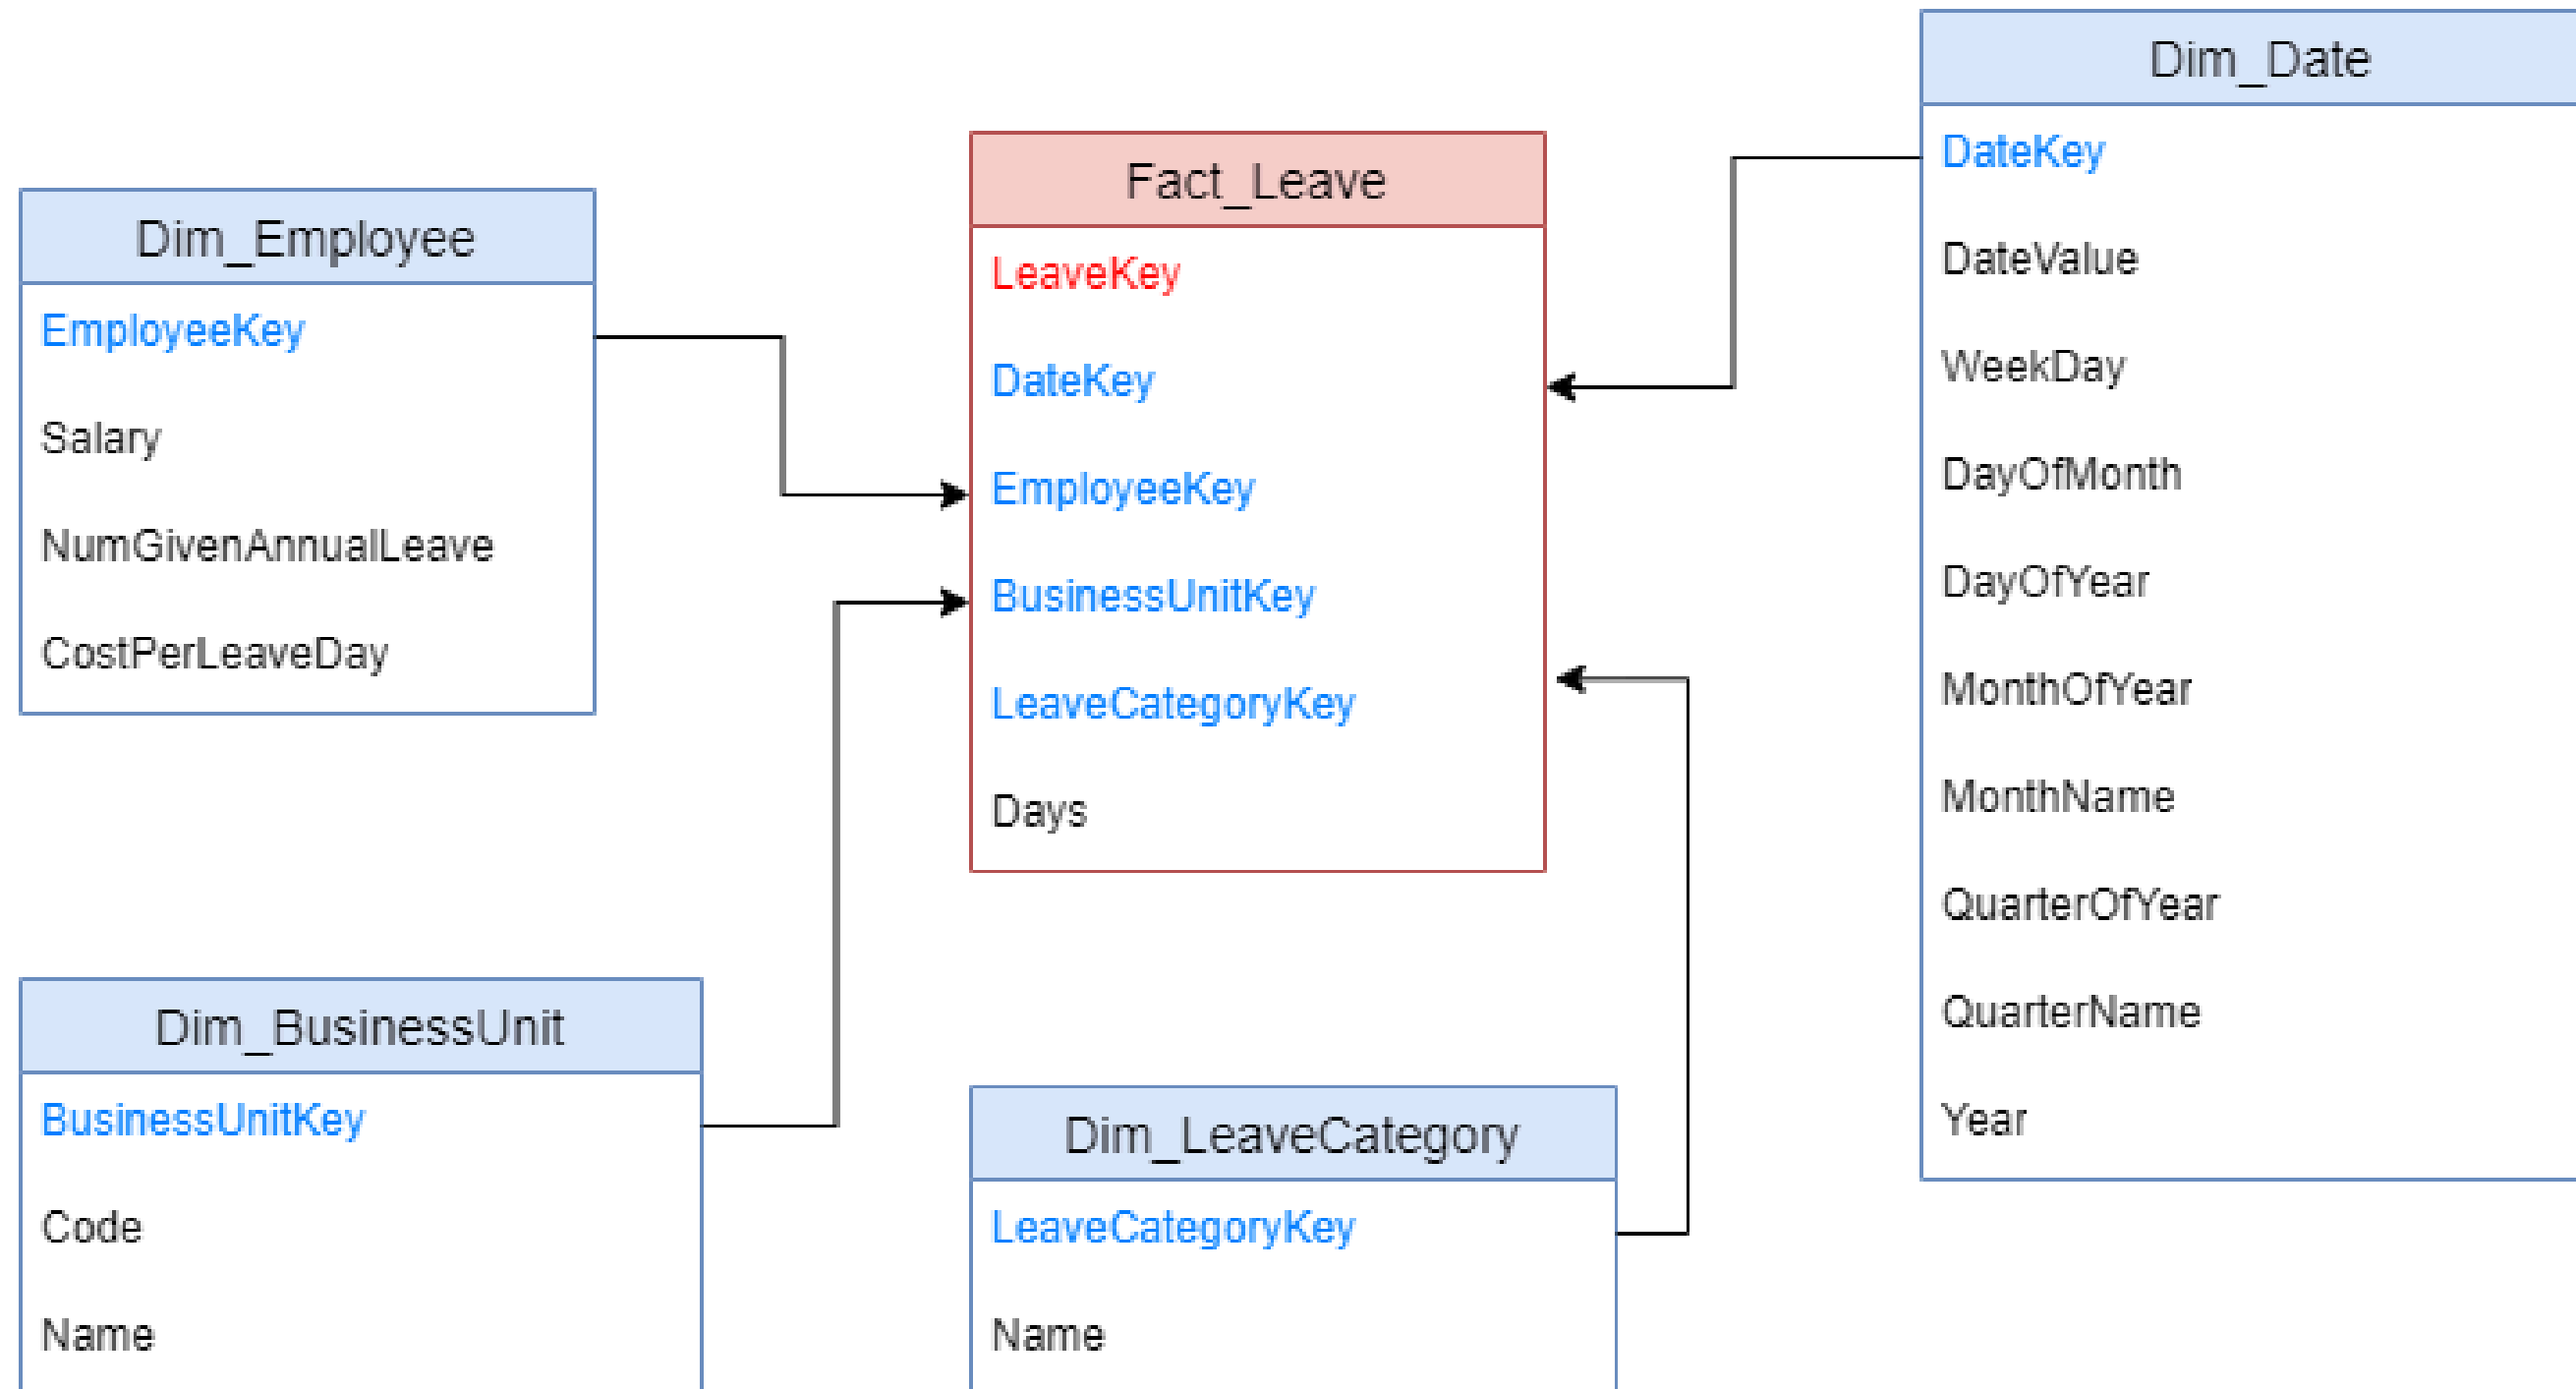 Dim_Employee
EmployeeKey
Salary
NumGivenAnnualLeave
CostPerLeaveDay
Fact_Leave
LeaveKey
DateKey
EmployeeKey
BusinessUnitKey
LeaveCategoryKey
Days
Dim_Date
DateKey
DateValue
WeekDay
DayOfMonth
DayOfYear
MonthOfYear
MonthName
QuarterOfYear
QuarterName
Year
Dim_BusinessUnit
BusinessUnitKey
Code
Name
Dim_LeaveCategory
LeaveCategoryKey
Name